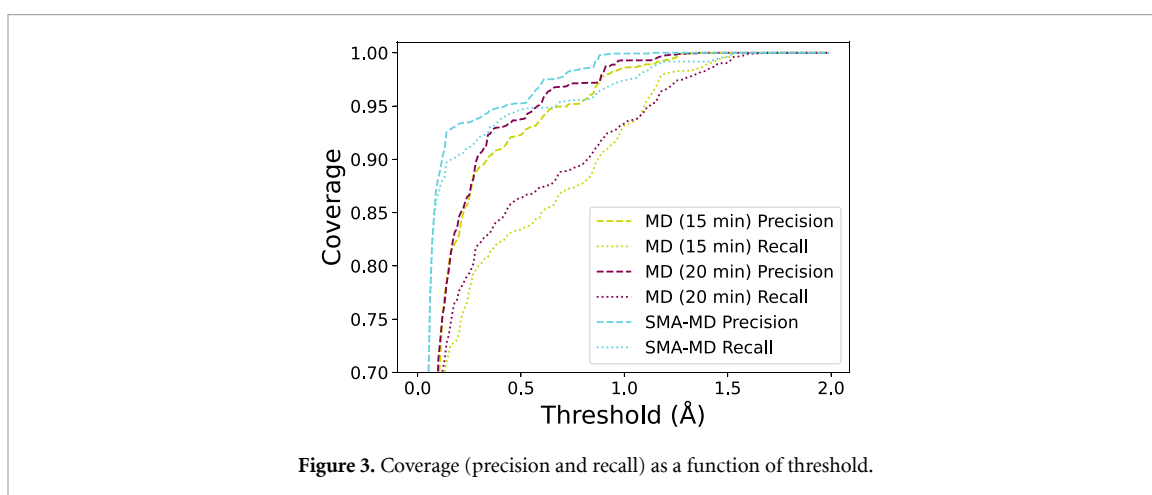 1.00
0.95
0.90
0.85
0.80
0.75
0.70
Coverage
MD (15 min) Precision
MD (15 min) Recall
MD (20 min) Precision
MD (20 min) Recall
SMA-MD Precision
SMA-MD Recall
0.0 0.5 1.0 1.5 2.0
Threshold (Å)
Figure 3. Coverage (precision and recall) as a function of threshold.